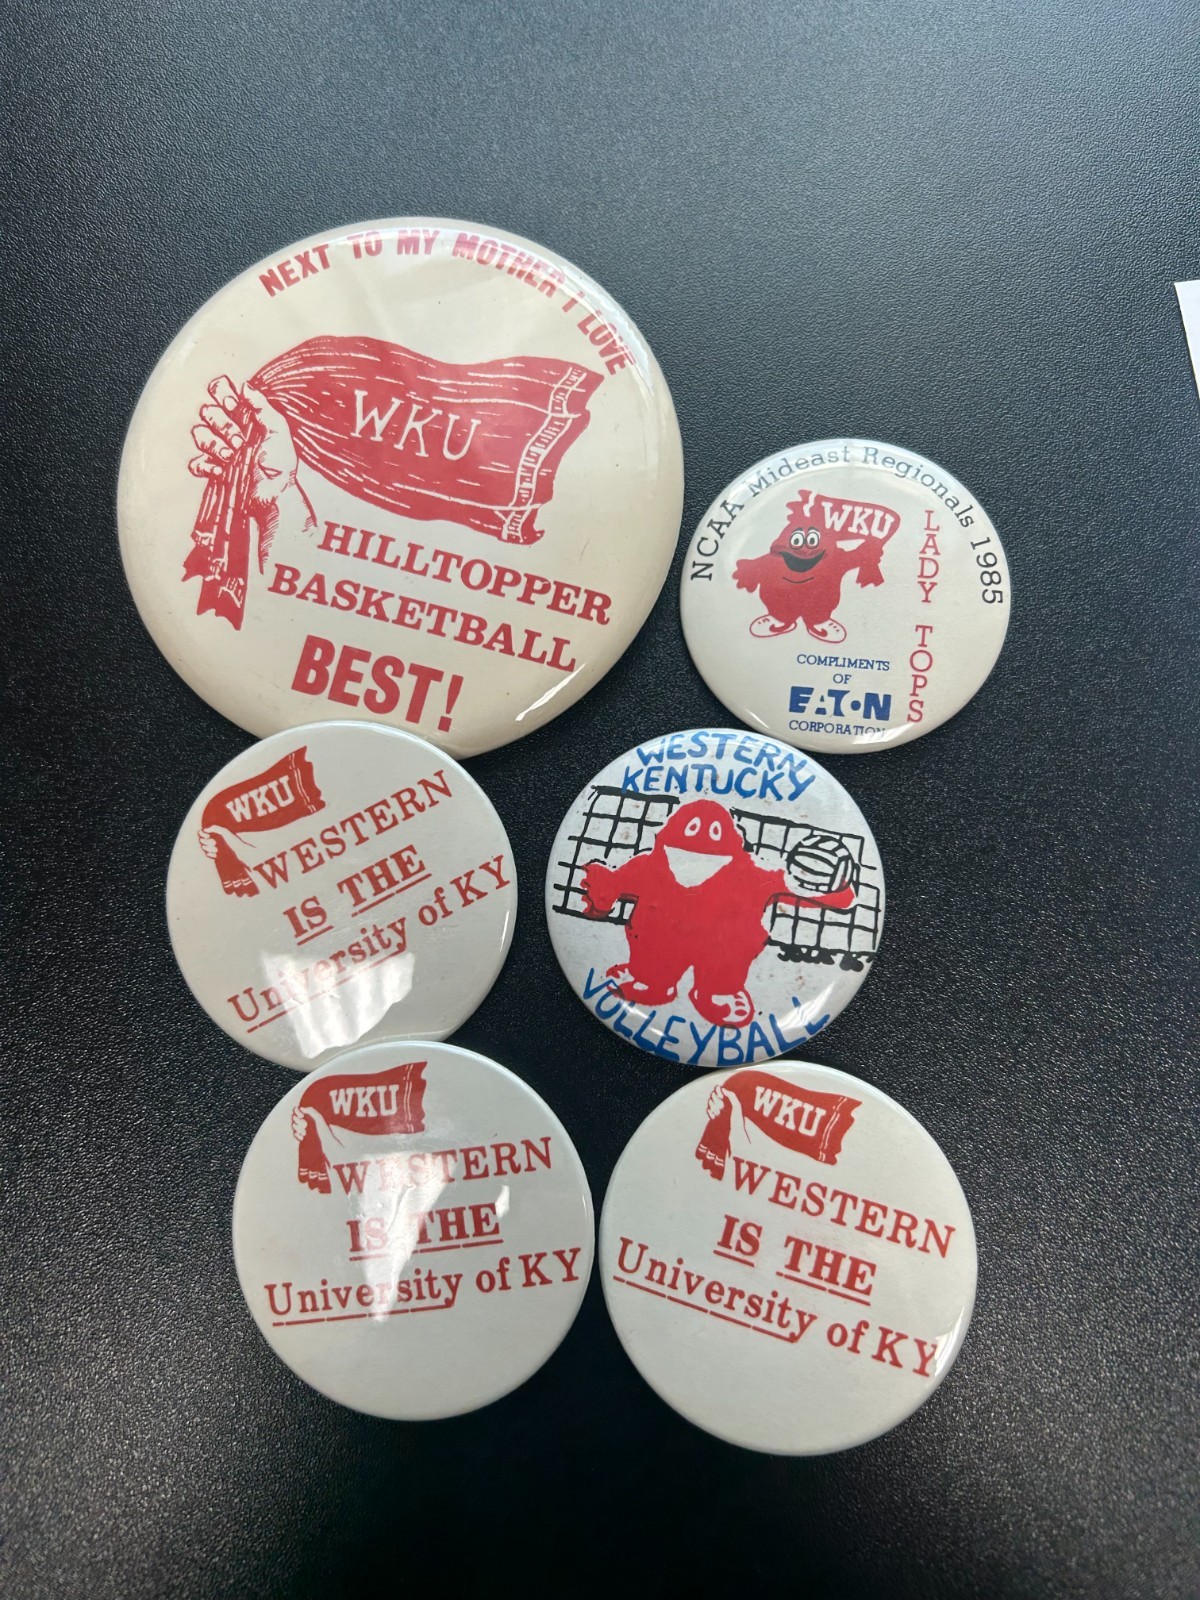 NEXT TO MY MOTHER I LOVE
WKU
HILLTOPPER
BASKETBALL
BEST!
NCAA Mideast Regionals 1985
WKU
LADY TOPS
COMPLIMENTS
OF
EATON
CORPORATION
WKU
WESTERN
IS THE
University of KY
WESTERN
KENTUCKY
VOLLEYBALL
WKU
WESTERN
IS THE
University of KY
WKU
WESTERN
IS THE
University of KY